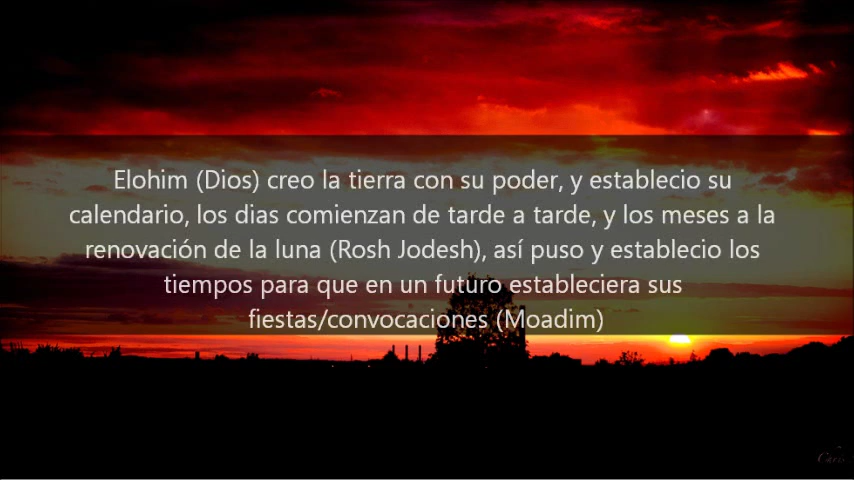 Elohim (Dios) creo la tierra con su poder, y establecio su
calendario, los dias comienzan de tarde a tarde, y los meses a la
renovación de la luna (Rosh Jodesh), así puso y establecio los
tiempos para que en un futuro estableciera sus
fiestas/convocaciones (Moadim)